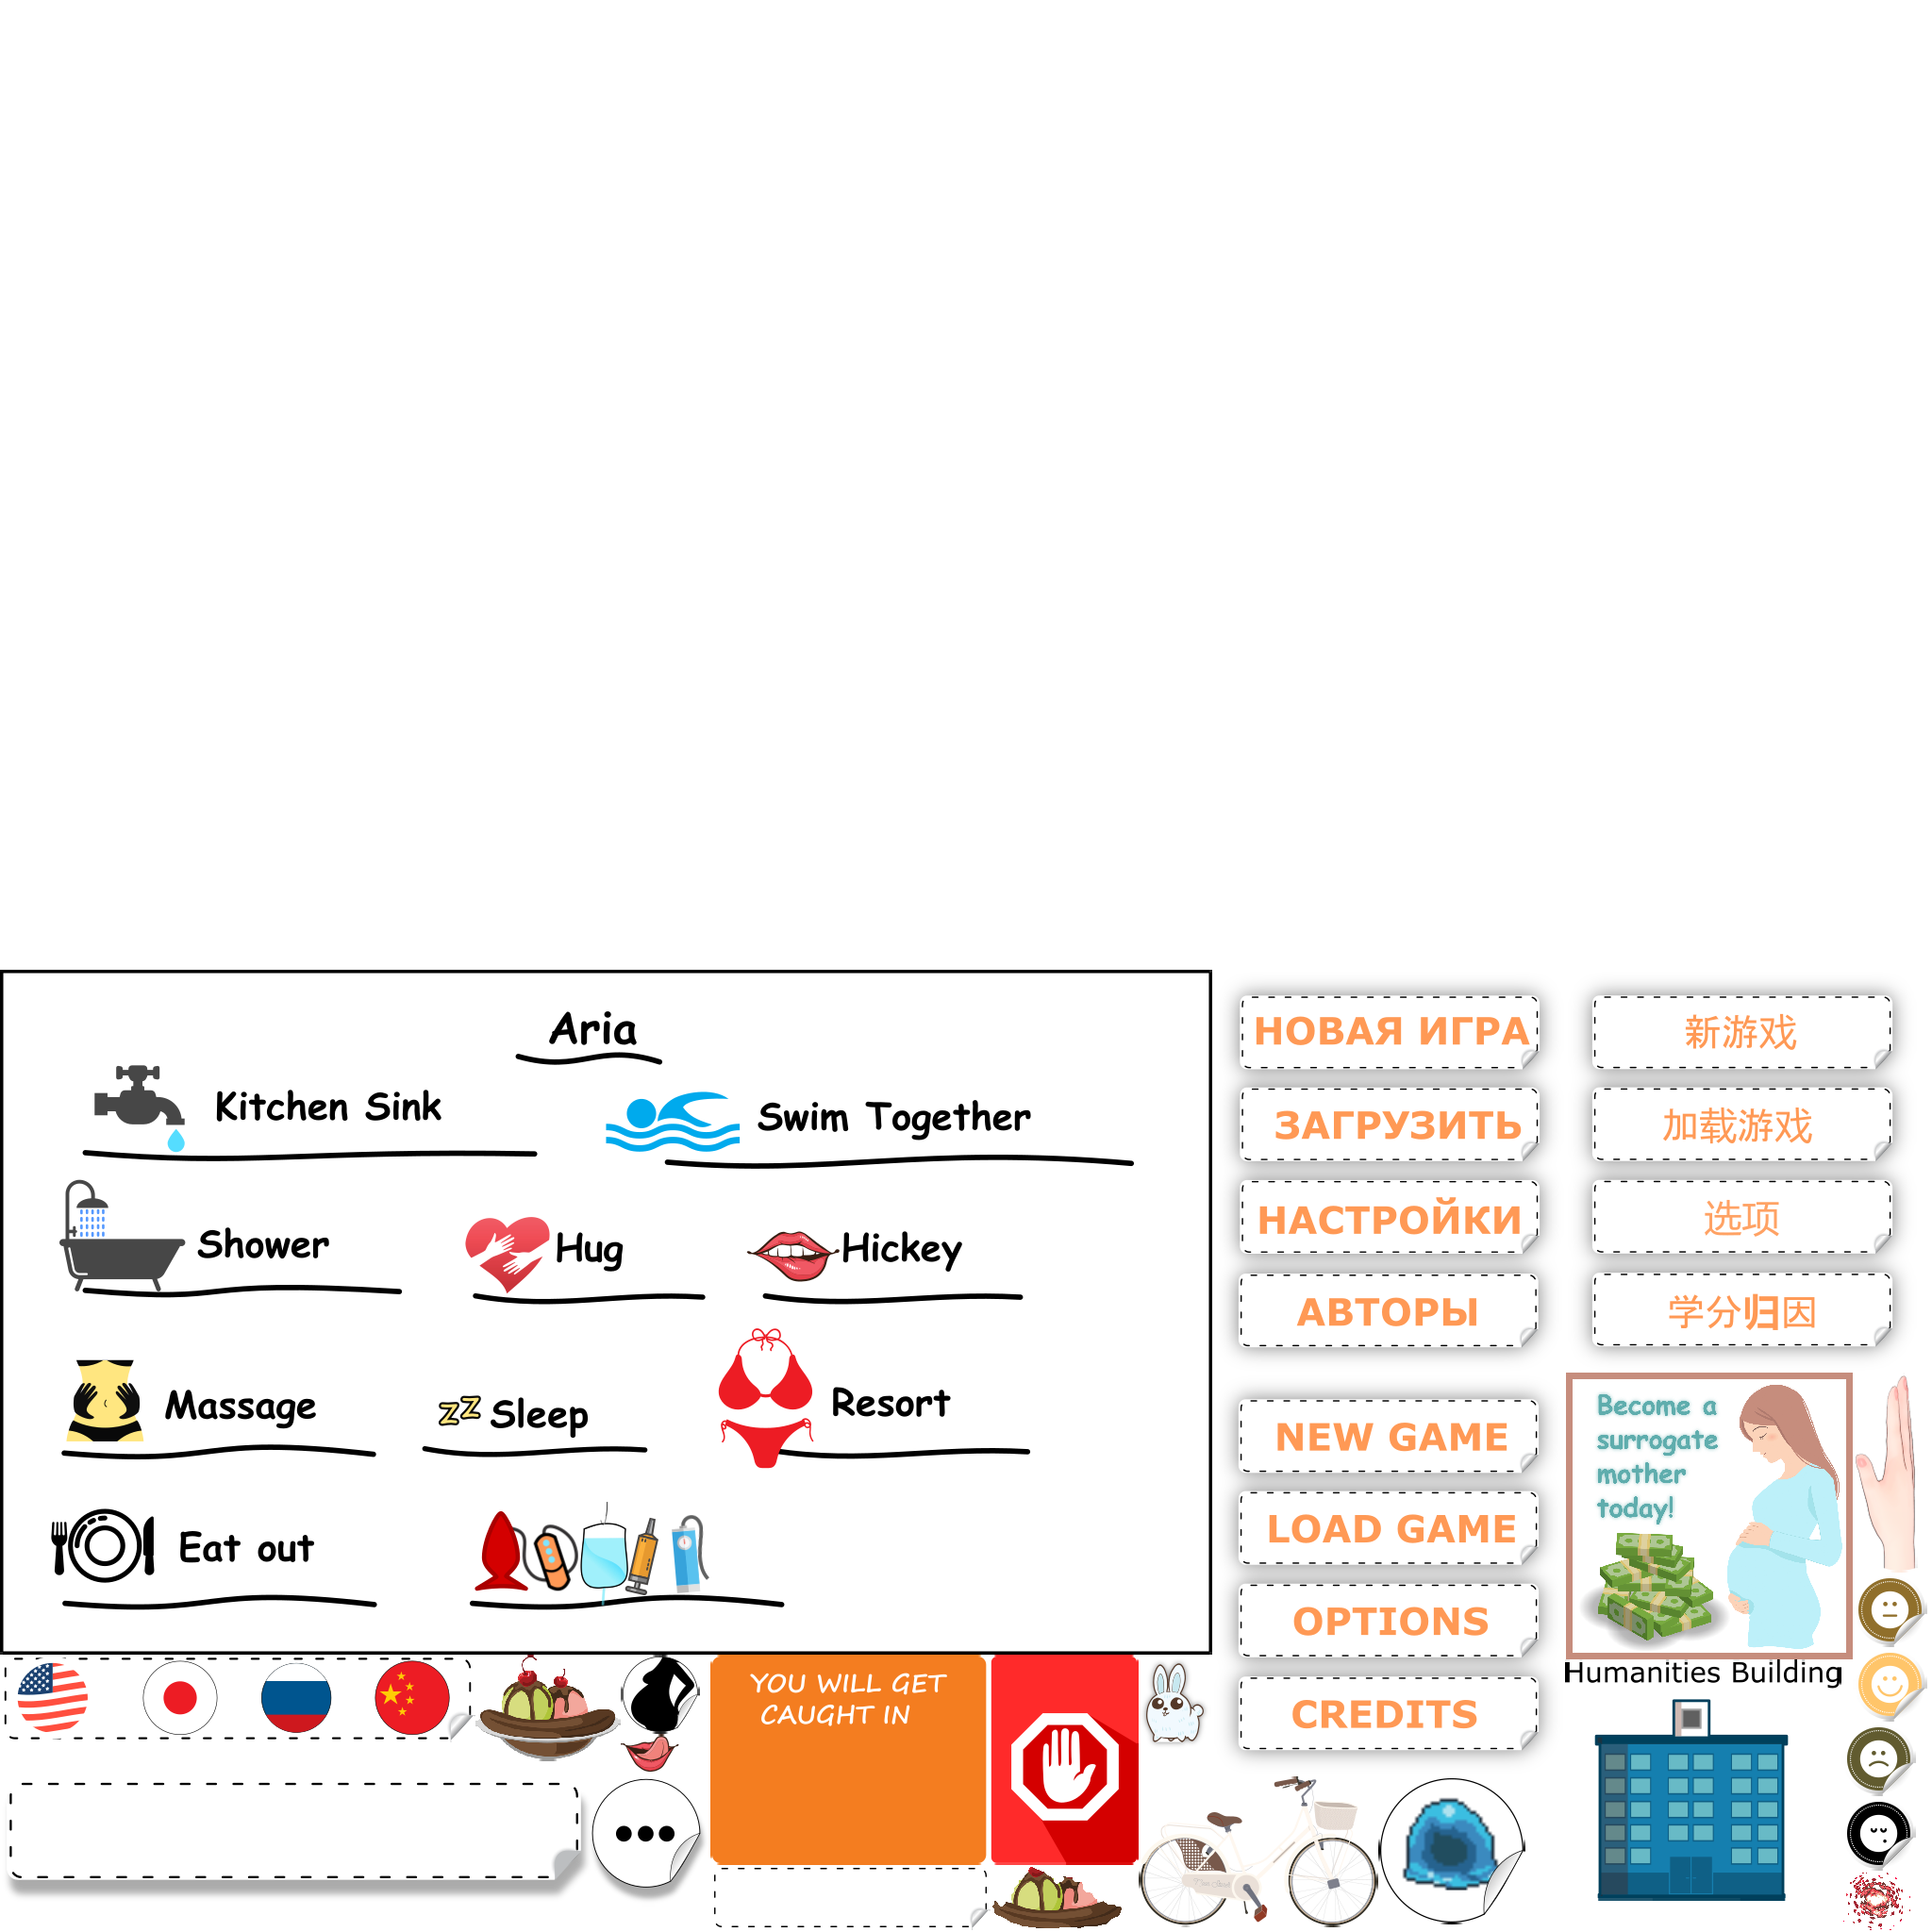 Aria
Kitchen Sink
Swim Together
Shower
Hug
Hickey
Massage
Sleep
Resort
Eat out
НОВАЯ ИГРА
ЗАГРУЗИТЬ
НАСТРОЙКИ
АВТОРЫ
新游戏
加载游戏
选项
学分归因
NEW GAME
LOAD GAME
OPTIONS
CREDITS
Become a
surrogate
mother
today!
Humanities Building
YOU WILL GET
CAUGHT IN